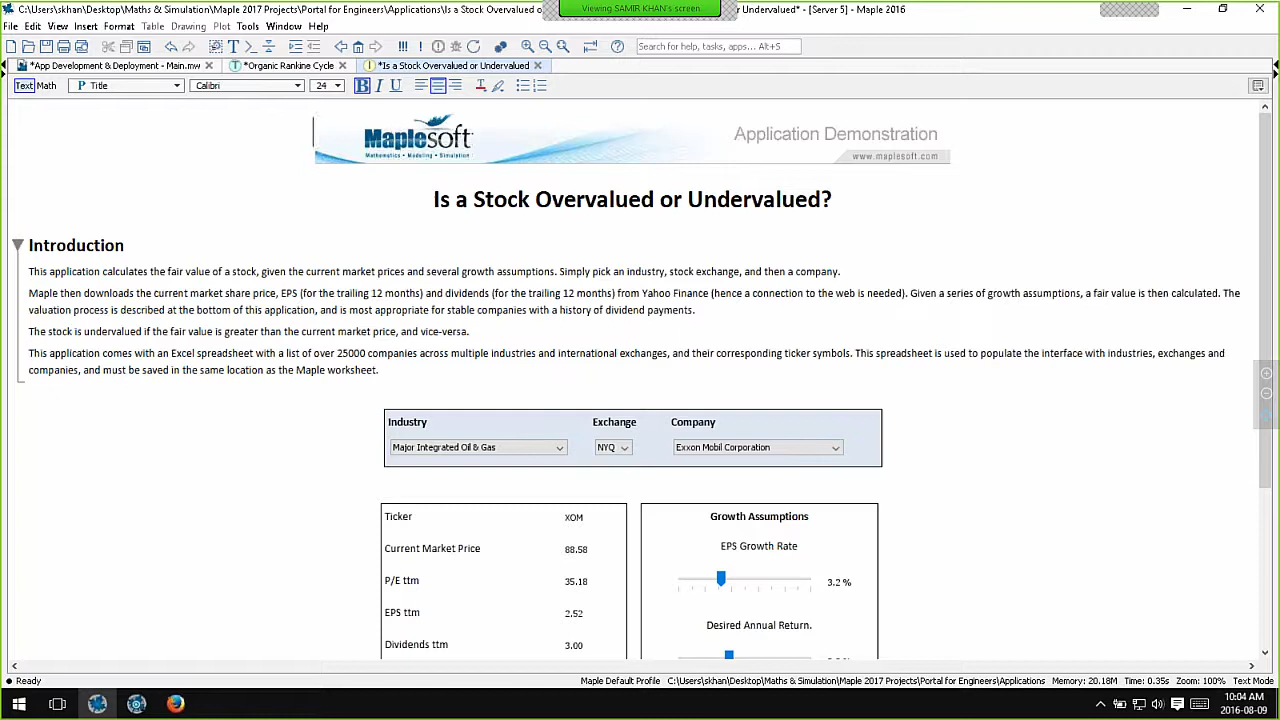 C:\Users\skhan\Desktop\Maths & Simulation\Maple 2017 Projects\Portal for Engineers\Applications\Is a Stock Overvalued o
Viewing SAMIR KHAN's screen
or Undervalued* - [Server 5] - Maple 2016
File Edit View Insert Format Table Drawing Plot Tools Window Help
Search for help, tasks, apps... Alt+S
*App Development & Deployment - Main.mw
*Organic Rankine Cycle
*Is a Stock Overvalued or Undervalued
Text Math P Title Calibri 24 B I U
Maplesoft
Mathematics • Modeling • Simulation
Application Demonstration
www.maplesoft.com
Is a Stock Overvalued or Undervalued?
Introduction
This application calculates the fair value of a stock, given the current market prices and several growth assumptions. Simply pick an industry, stock exchange, and then a company.
Maple then downloads the current market share price, EPS (for the trailing 12 months) and dividends (for the trailing 12 months) from Yahoo Finance (hence a connection to the web is needed). Given a series of growth assumptions, a fair value is then calculated. The
valuation process is described at the bottom of this application, and is most appropriate for stable companies with a history of dividend payments.
The stock is undervalued if the fair value is greater than the current market price, and vice-versa.
This application comes with an Excel spreadsheet with a list of over 25000 companies across multiple industries and international exchanges, and their corresponding ticker symbols. This spreadsheet is used to populate the interface with industries, exchanges and
companies, and must be saved in the same location as the Maple worksheet.
Industry Exchange Company
Major Integrated Oil & Gas NYQ Exxon Mobil Corporation
Ticker XOM
Current Market Price 88.58
P/E ttm 35.18
EPS ttm 2.52
Dividends ttm 3.00
Growth Assumptions
EPS Growth Rate
3.2 %
Desired Annual Return.
Ready
Maple Default Profile C:\Users\skhan\Desktop\Maths & Simulation\Maple 2017 Projects\Portal for Engineers\Applications Memory: 20.18M Time: 0.35s Zoom: 100% Text Mode
10:04 AM
2016-08-09